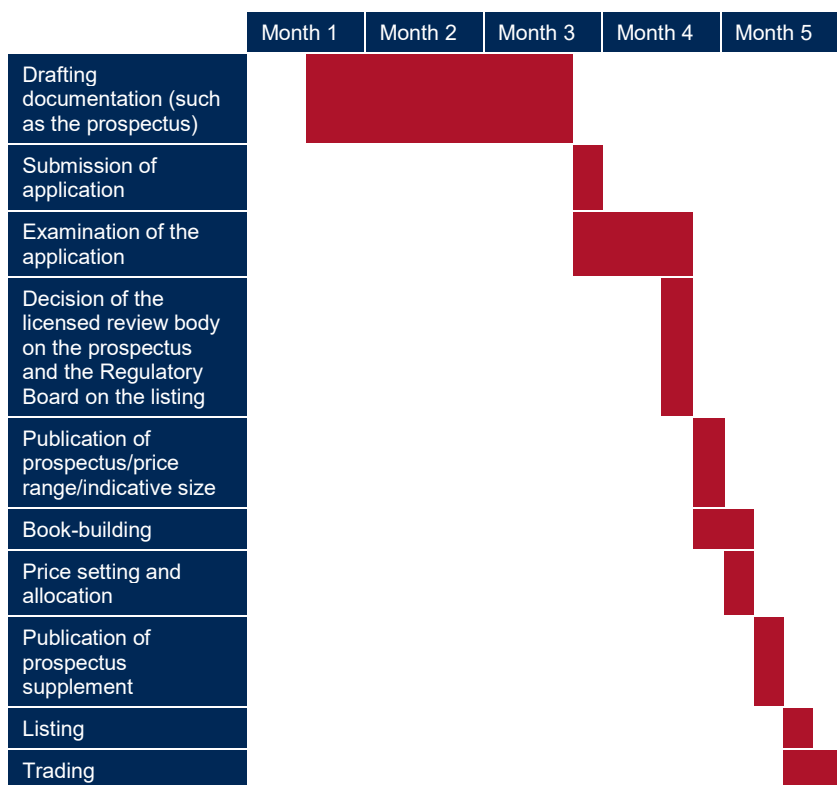 Month 1 Month 2 Month 3 Month 4 Month 5
Drafting
documentation (such
as the prospectus)
Submission of
application
Examination of the
application
Decision of the
licensed review body
on the prospectus
and the Regulatory
Board on the listing
Publication of
prospectus/price
range/indicative size
Book-building
Price setting and
allocation
Publication of
prospectus
supplement
Listing
Trading